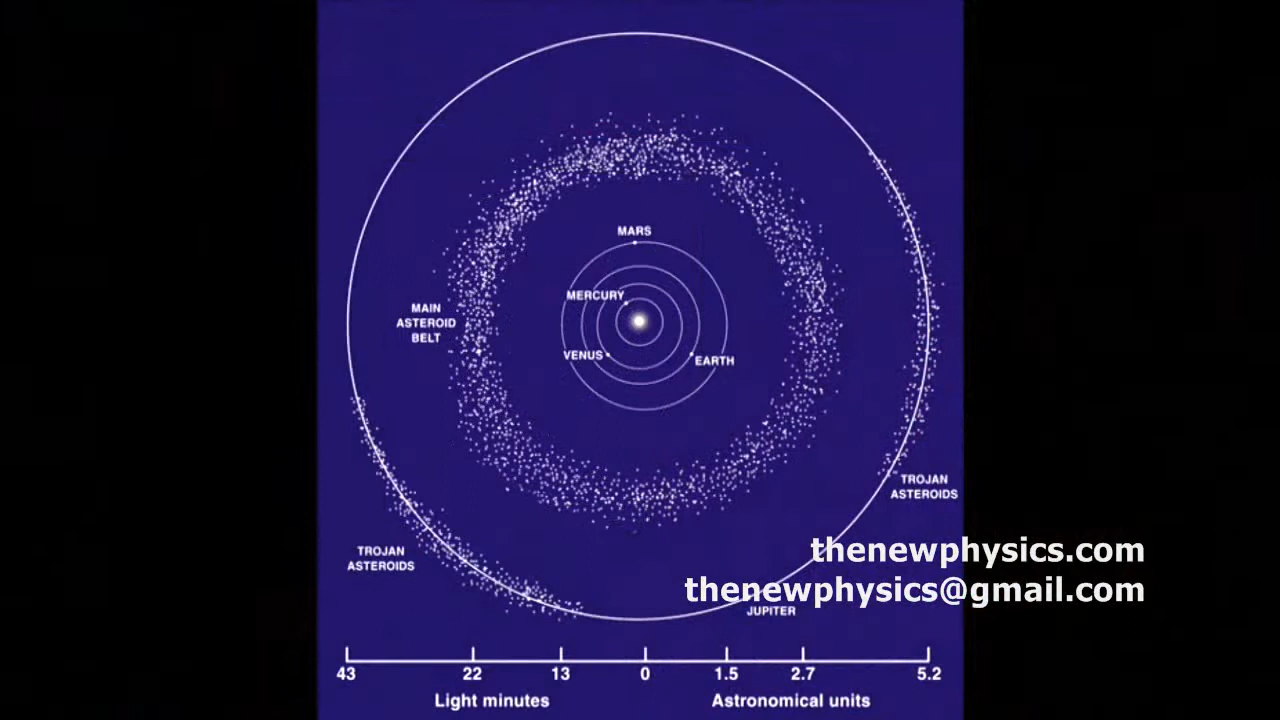 MARS
MERCURY
MAIN
ASTEROID
BELT
VENUS
EARTH
TROJAN
ASTEROIDS
TROJAN
ASTEROIDS
thenewphysics.com
thenewphysics@gmail.com
JUPITER
43 22 13 0 1.5 2.7 5.2
Light minutes Astronomical units